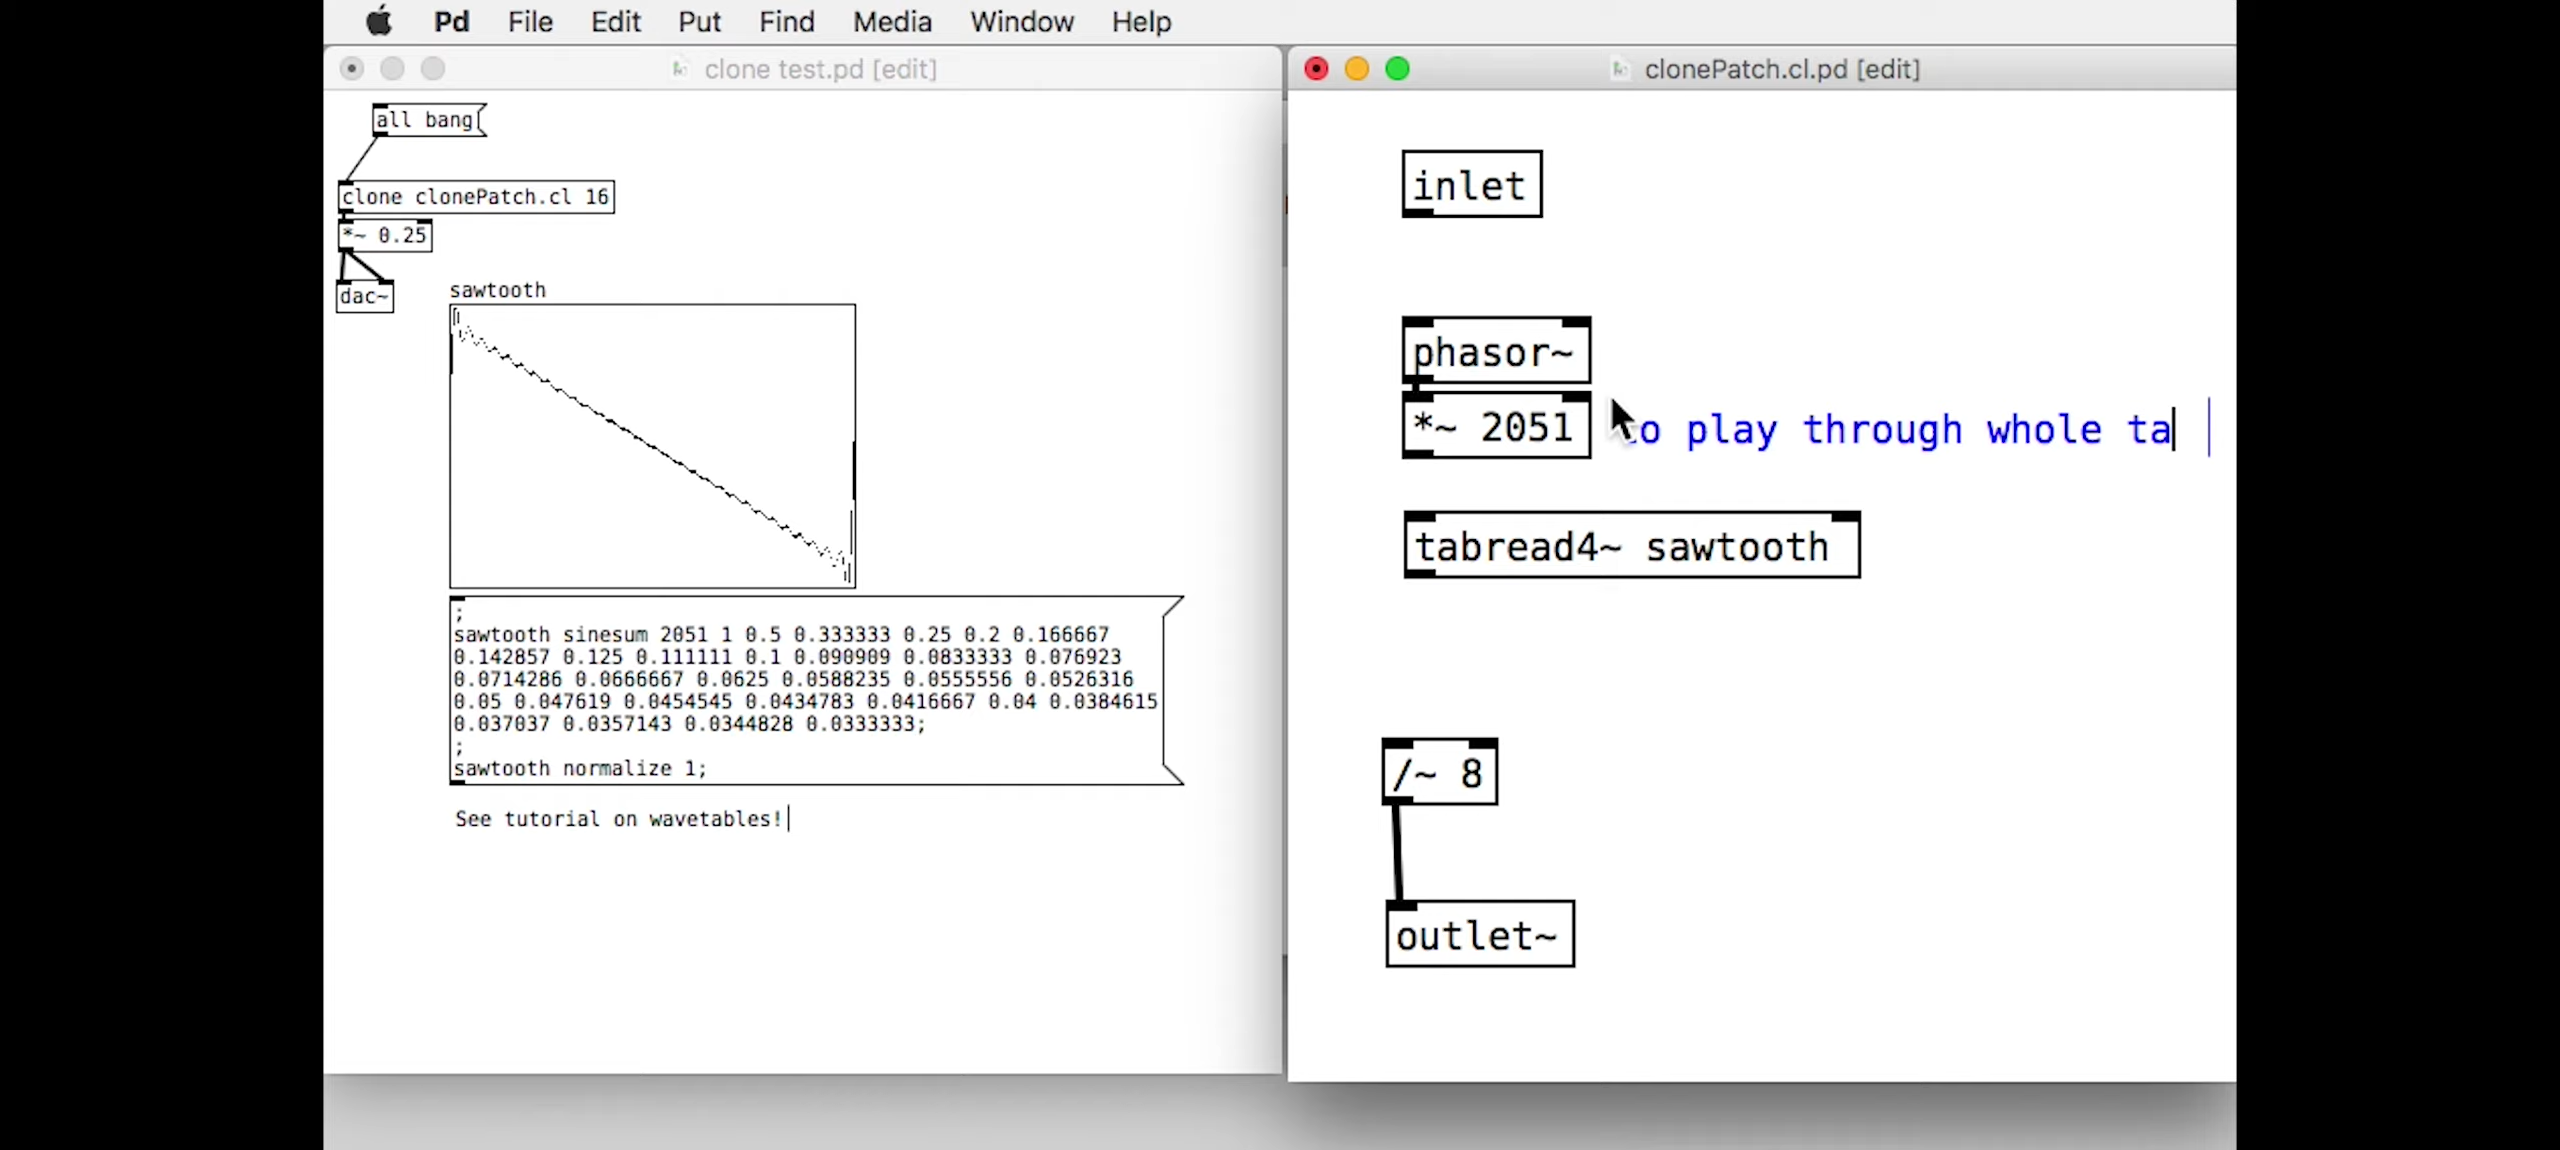 Pd File Edit Put Find Media Window Help
clone test.pd [edit]
all bang
clone clonePatch.cl 16
*~ 0.25
dac~
sawtooth
;
sawtooth sinesum 2051 1 0.5 0.333333 0.25 0.2 0.166667
0.142857 0.125 0.111111 0.1 0.090909 0.0833333 0.076923
0.0714286 0.0666667 0.0625 0.0588235 0.0555556 0.0526316
0.05 0.047619 0.0454545 0.0434783 0.0416667 0.04 0.0384615
0.037037 0.0357143 0.0344828 0.0333333;
;
sawtooth normalize 1;
See tutorial on wavetables!
clonePatch.cl.pd [edit]
inlet
phasor~
*~ 2051
to play through whole ta
tabread4~ sawtooth
/~ 8
outlet~